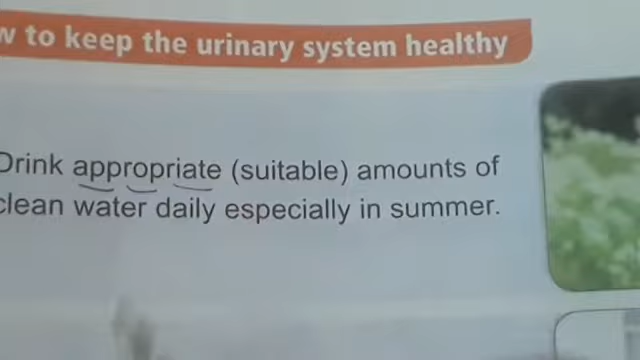 to keep the urinary system healthy
Drink appropriate (suitable) amounts of
clean water daily especially in summer.